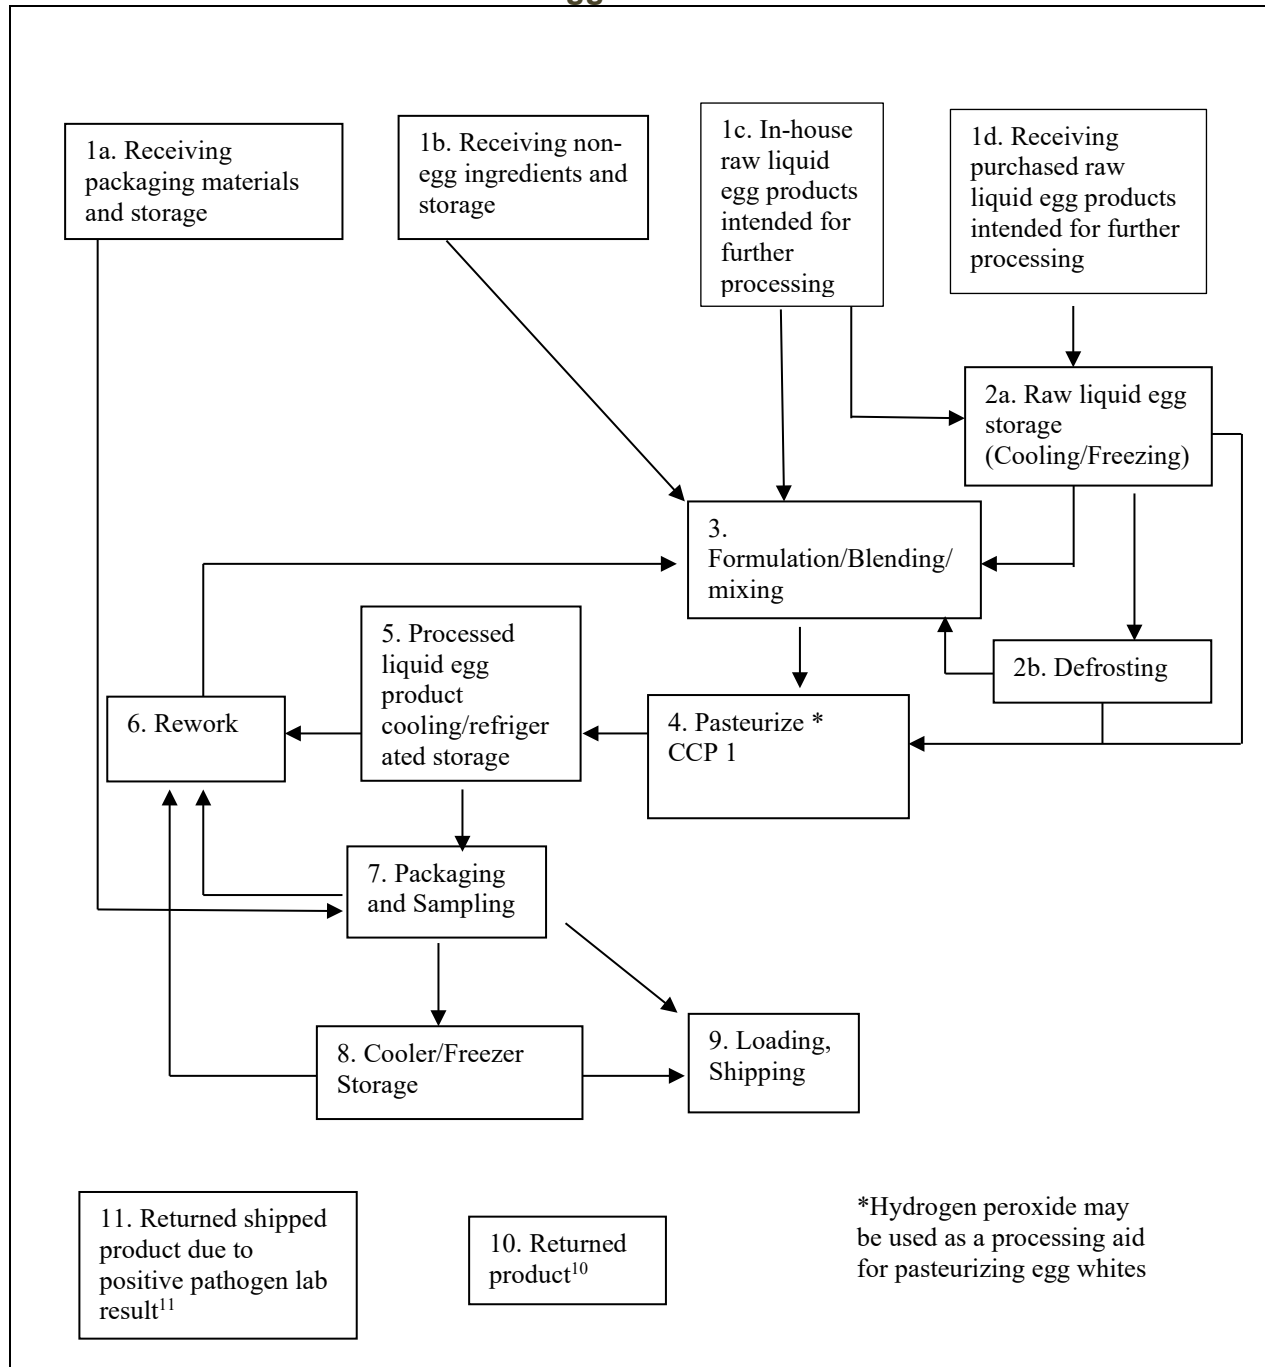 1a. Receiving
packaging materials
and storage
1b. Receiving non-
egg ingredients and
storage
1c. In-house
raw liquid
egg products
intended for
further
processing
1d. Receiving
purchased raw
liquid egg products
intended for further
processing
2a. Raw liquid egg
storage
(Cooling/Freezing)
3.
Formulation/Blending/
mixing
2b. Defrosting
4. Pasteurize *
CCP 1
5. Processed
liquid egg
product
cooling/refriger
ated storage
6. Rework
7. Packaging
and Sampling
8. Cooler/Freezer
Storage
9. Loading,
Shipping
11. Returned shipped
product due to
positive pathogen lab
result11
10. Returned
product10
*Hydrogen peroxide may
be used as a processing aid
for pasteurizing egg whites